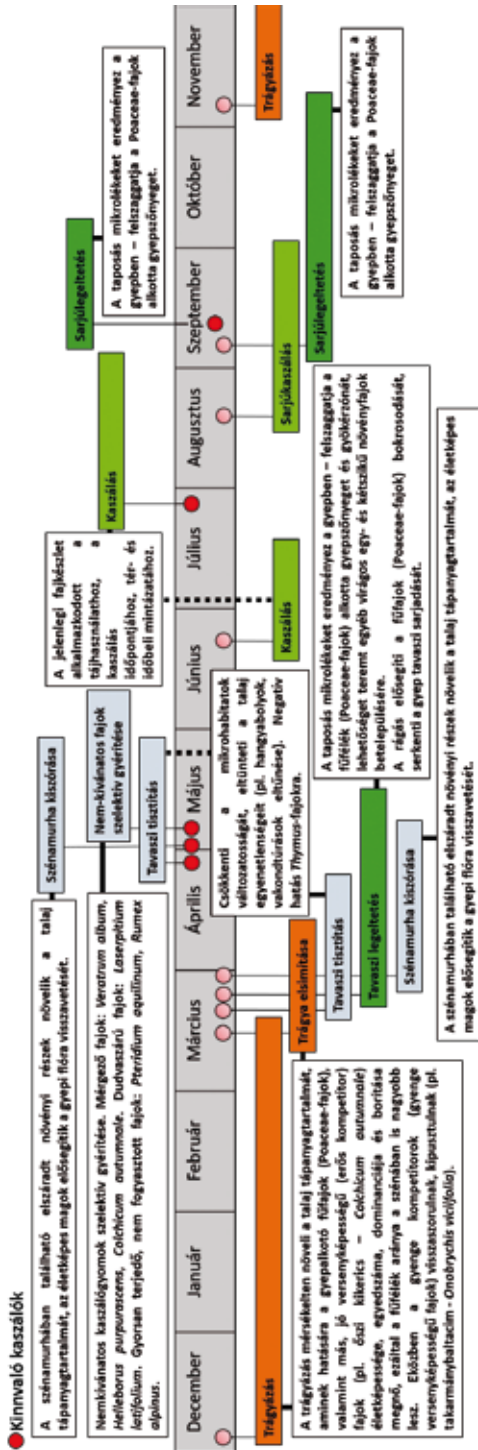 Kinnvaló kaszálók
A szénamurhában található elszáradt növényi részek növelik a talaj
tápanyagtartalmát, az életképes magok elősegítik a gyepi flóra visszavetését.
Szénamurha kiszórása
Nemkívánatos kaszálógyomok szelektív gyérítése. Mérgező fajok: Veratrum album,
Helleborus purpurascens, Colchicum autumnale. Dudvaszárú fajok: Laserpitium
latifolium. Gyorsan terjedő, nem fogyasztott fajok: Pteridium aquilinum, Rumex
alpinus.
Nem-kívánatos fajok
szelektív gyérítése
Tavaszi tisztítás
A jelenlegi fajkészlet
alkalmazkodott a
tájhasználathoz, a
kaszálás
időpontjához, tér- és
időbeli mintázatához.
Kaszálás
Sarjúlegeltetés
A taposás mikrolékeket eredményez a
gyepben – felszaggatja a Poaceae-fajok
alkotta gyepszőnyeget.
December
Január
Február
Március
Április
Május
Június
Július
Augusztus
Szeptember
Október
November
Trágyázás
A trágyázás mérsékelten növeli a talaj tápanyagtartalmát,
aminek hatására a gyepalkotó fűfajok (Poaceae-fajok),
valamint más, jó versenyképességű (erős kompetitor)
fajok (pl. őszi kikerics – Colchicum autumnale)
életképessége, egyedszáma, dominanciája és borítása
megnő, ezáltal a fűfélék aránya a szénában is nagyobb
lesz. Eközben a gyenge kompetitorok (gyenge
versenyképességű fajok) visszaszorulnak, kipusztulnak (pl.
takarmánybaltacim - Onobrychis viciifolia).
Trágya elsimítása
Tavaszi tisztítás
Csökkenti a mikrohabitatok
változatosságát, eltünteti a talaj
egyenetlenségeit (pl. hangyabolyok,
vakondtúrások eltűnése). Negatív
hatás Thymus-fajokra.
Tavaszi legeltetés
A taposás mikrolékeket eredményez a gyepben – felszaggatja a
fűfélék (Poaceae-fajok) alkotta gyepszőnyeget és gyökérzónát,
lehetőséget teremt egyéb virágos egy- és kétszikű növényfajok
betelepülésére.
A rágás elősegíti a fűfajok (Poaceae-fajok) bokrosodását,
serkenti a gyep tavaszi sarjadását.
Szénamurha kiszórása
A szénamurhában található elszáradt növényi részek növelik a talaj tápanyagtartalmát, az életképes
magok elősegítik a gyepi flóra visszavetését.
Kaszálás
Sarjúkaszálás
Sarjúlegeltetés
A taposás mikrolékeket eredményez a
gyepben – felszaggatja a Poaceae-fajok
alkotta gyepszőnyeget.
Trágyázás